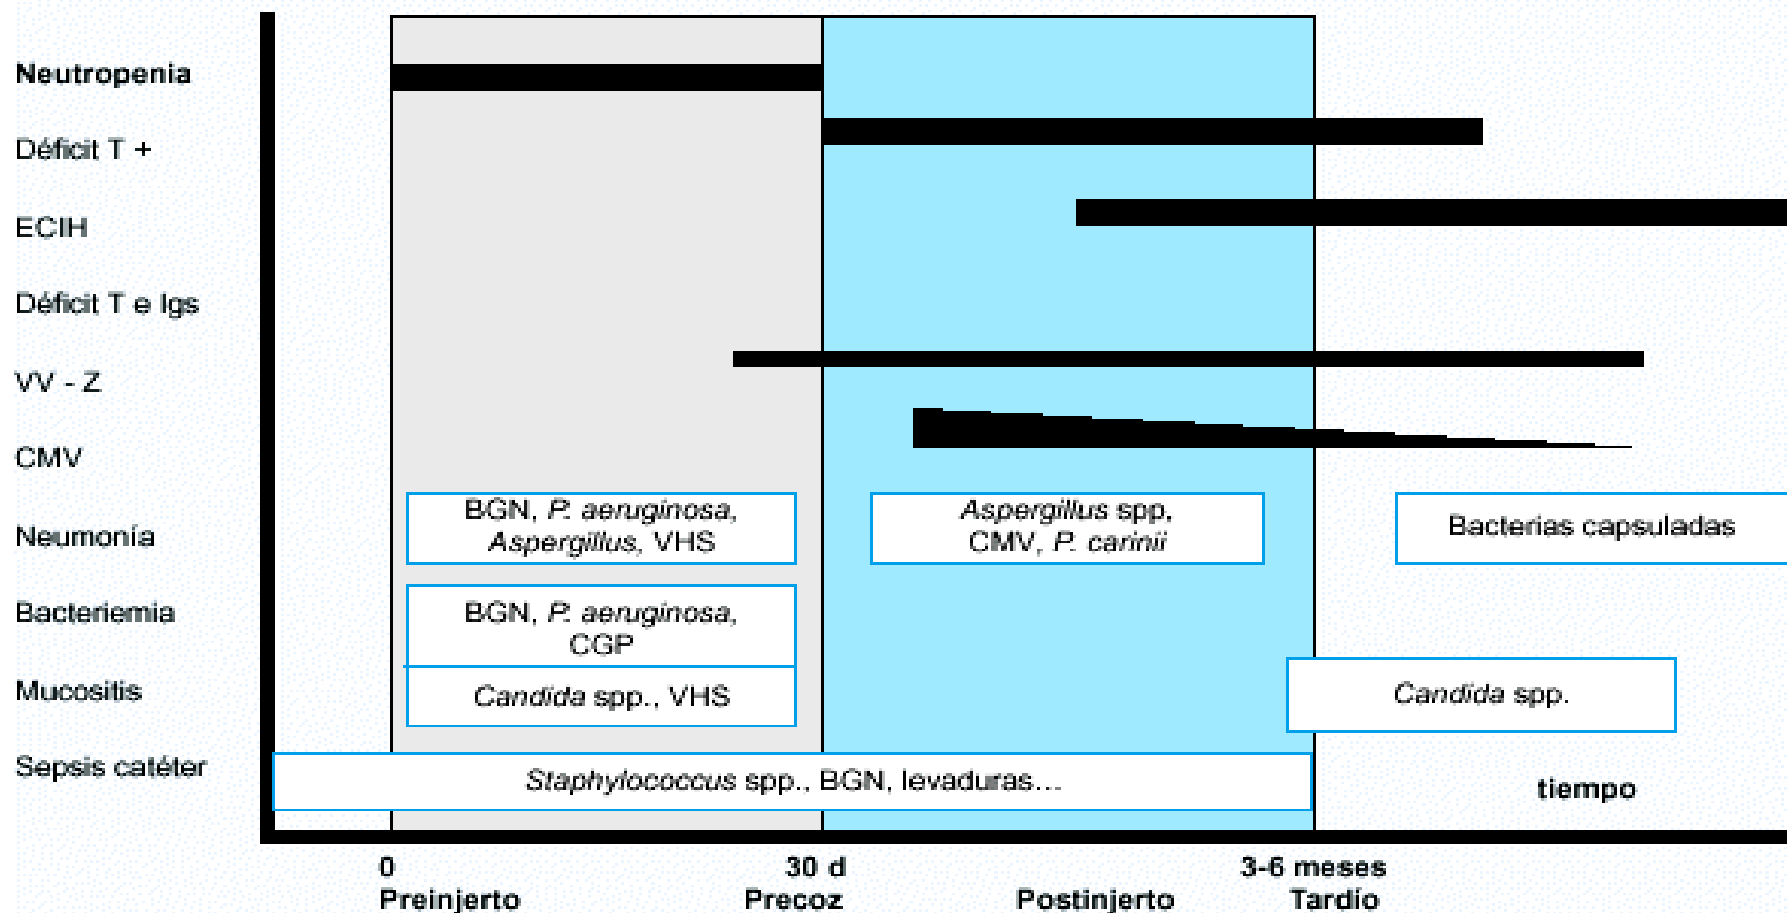 Neutropenia
Déficit T +
ECIH
Déficit T e Igs
VV - Z
CMV
Neumonía
BGN, P. aeruginosa,
Aspergillus, VHS
Aspergillus spp,
CMV, P. carinii
Bacterias capsuladas
Bacteriemia
BGN, P. aeruginosa,
CGP
Mucositis
Candida spp., VHS
Candida spp.
Sepsis catéter
Staphylococcus spp., BGN, levaduras...
tiempo
0
30 d
3-6 meses
Preinjerto
Precoz
Postinjerto
Tardío